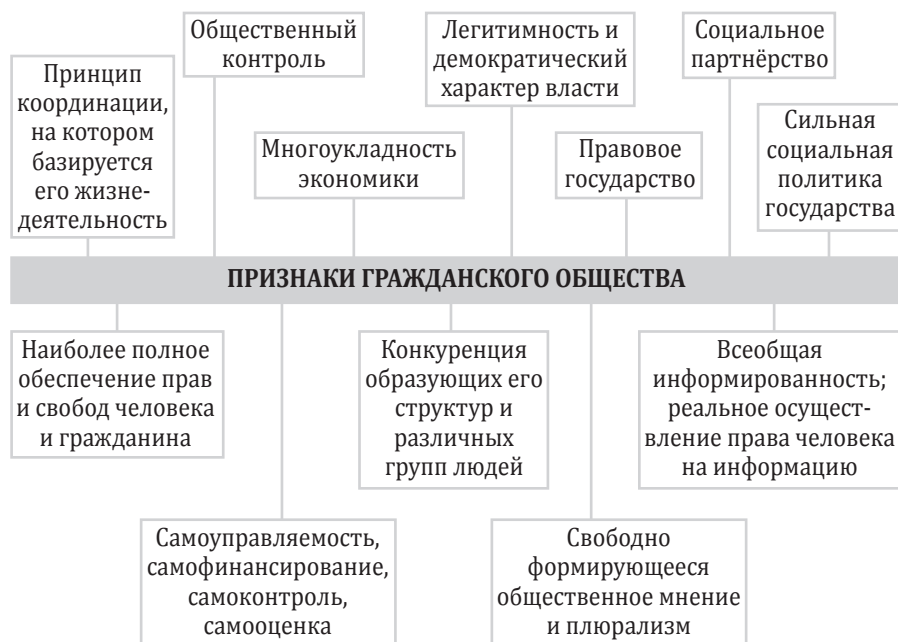 Общественный
контроль
Легитимность и
демократический
характер власти
Социальное
партнёрство
Принцип
координации,
на котором
базируется
его жизне-
деятельность
Многоукладность
экономики
Правовое
государство
Сильная
социальная
политика
государства
ПРИЗНАКИ ГРАЖДАНСКОГО ОБЩЕСТВА
Наиболее полное
обеспечение прав
и свобод человека
и гражданина
Конкуренция
образующих его
структур и
различных
групп людей
Всеобщая
информированность;
реальное осущест-
вление права человека
на информацию
Самоуправляемость,
самофинансирование,
самоконтроль,
самооценка
Свободно
формирующееся
общественное мнение
и плюрализм